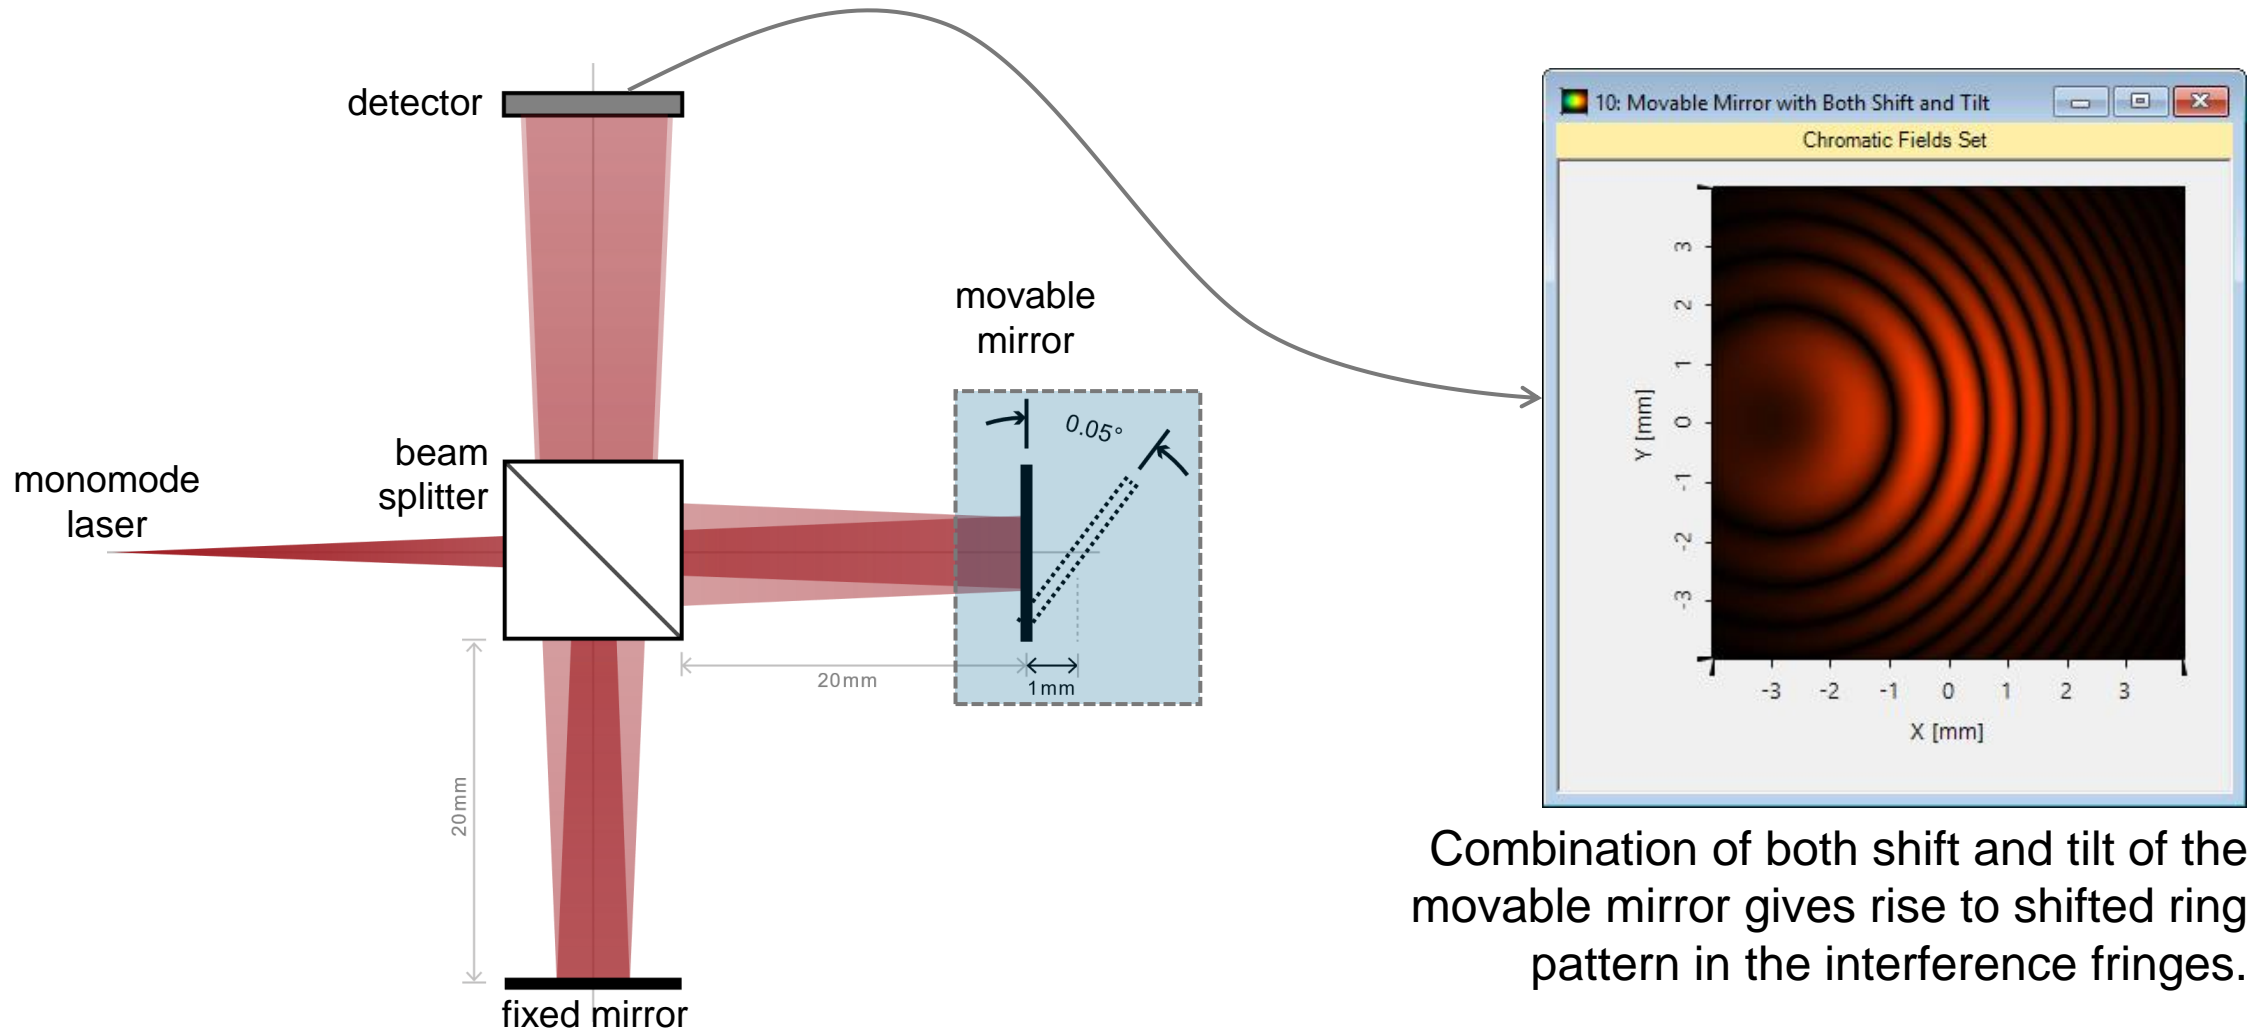 detector
movable
mirror
0.05°
beam
splitter
monomode
laser
20mm
1mm
20mm
fixed mirror
10: Movable Mirror with Both Shift and Tilt
Chromatic Fields Set
Y [mm]
3
2
1
0
-1
-2
-3
-3 -2 -1 0 1 2 3
X [mm]
Combination of both shift and tilt of the
movable mirror gives rise to shifted ring
pattern in the interference fringes.